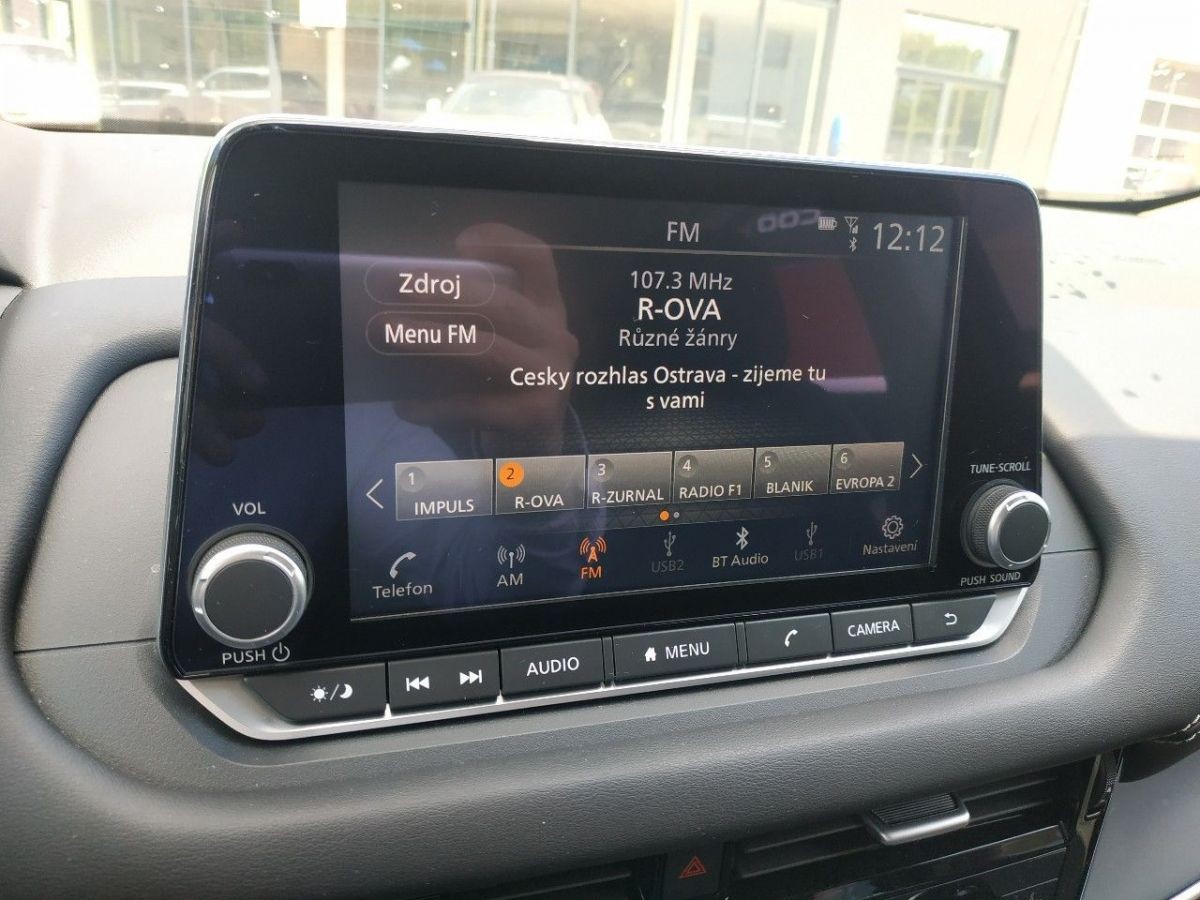 FM
12:12
Zdroj
107.3 MHz
R-OVA
Menu FM
Různé žánry
Cesky rozhlas Ostrava - zijeme tu
s vami
1 IMPULS
2 R-OVA
3 R-ZURNAL
4 RADIO F1
5 BLANIK
6 EVROPA 2
Telefon
AM
FM
USB2
BT Audio
USB1
Nastavení
VOL
PUSH
TUNE-SCROLL
PUSH SOUND
AUDIO
MENU
CAMERA